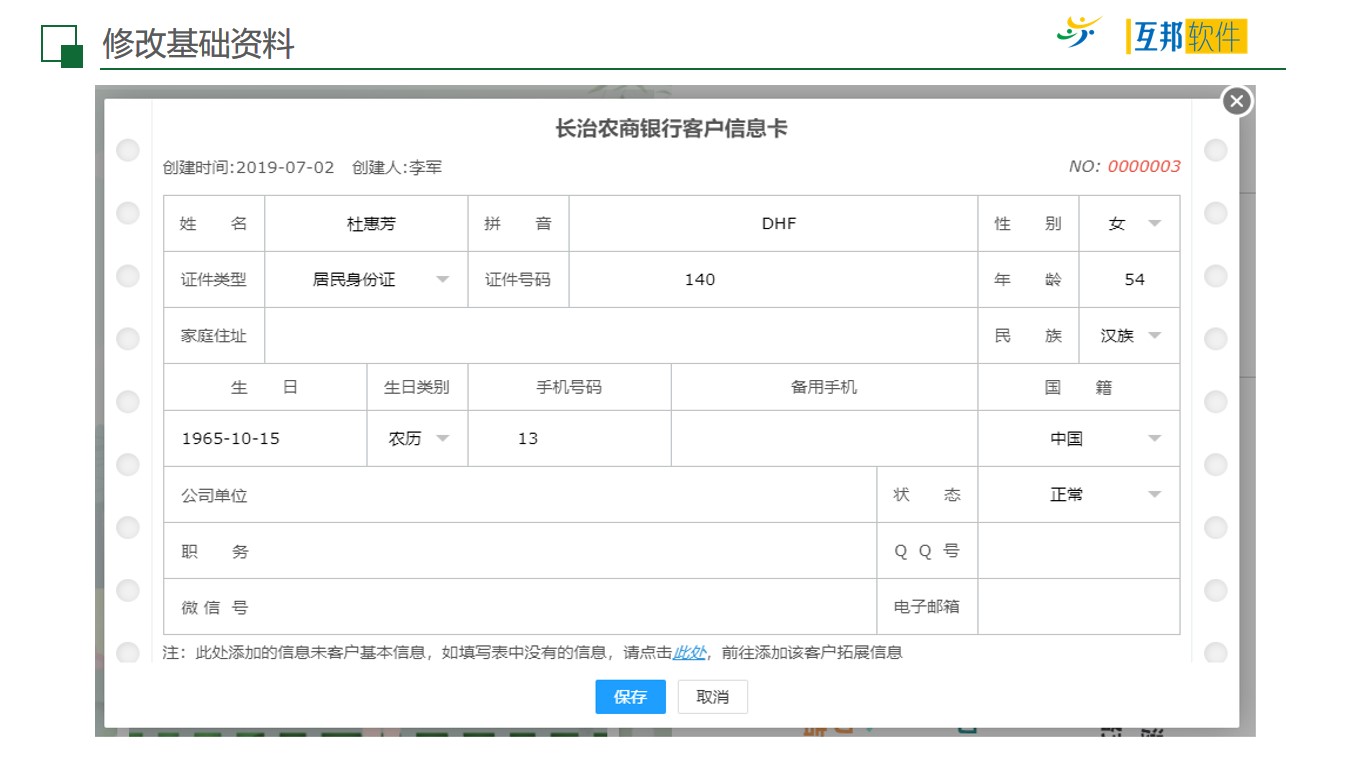 修改基础资料
互邦软件
长治农商银行客户信息卡
创建时间:2019-07-02 创建人:李军 NO: 0000003
姓 名 杜惠芳 拼 音 DHF 性 别 女
证件类型 居民身份证 证件号码 140 年 龄 54
家庭住址 民 族 汉族
生 日 生日类别 手机号码 备用手机 国 籍
1965-10-15 农历 13 中国
公司单位 状 态 正常
职 务 Q Q 号
微 信 号 电子邮箱
注：此处添加的信息未客户基本信息，如填写表中没有的信息，请点击此处，前往添加该客户拓展信息
保存 取消